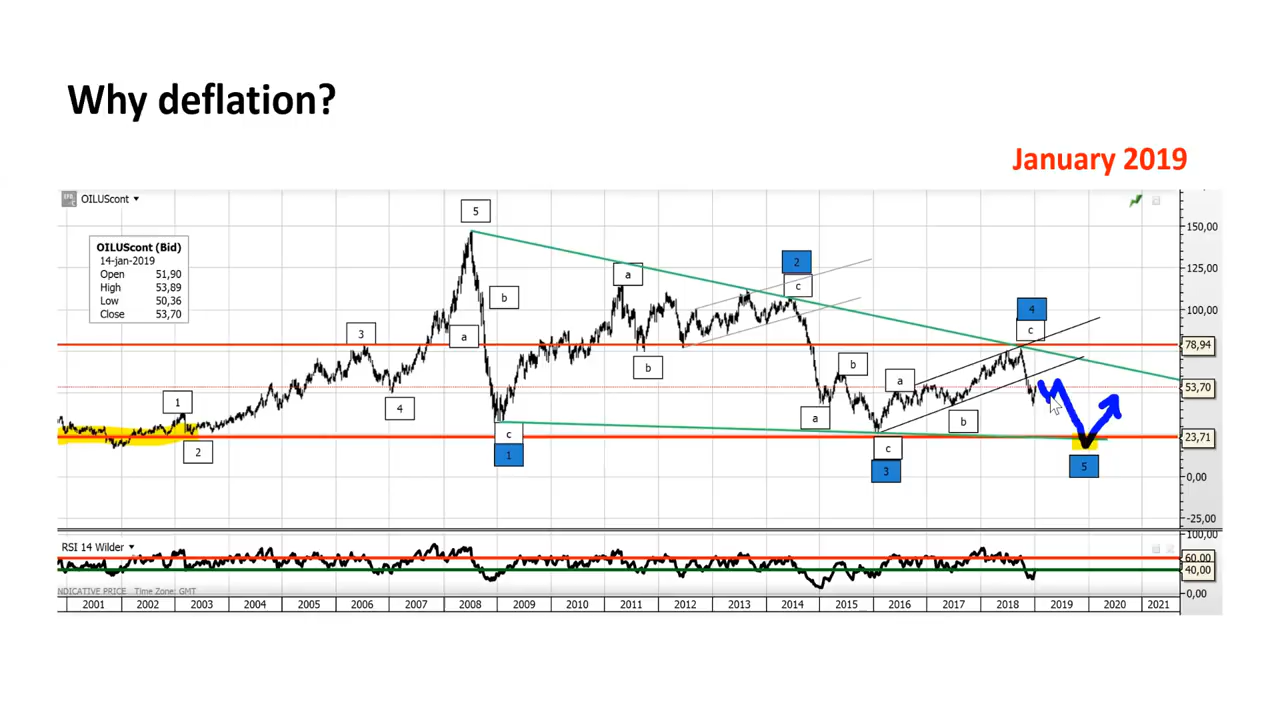 Why deflation?
January 2019
OILUScont
OILUScont (Bid)
14-jan-2019
Open 51,90
High 53,89
Low 50,36
Close 53,70
5
a
b
3
a
b
4
1
2
c
1
a
b
2
c
a
b
c
3
a
b
4
c
5
150,00
125,00
100,00
78,94
53,70
23,71
0,00
-25,00
RSI 14 Wilder
100,00
60,00
40,00
0,00
NDICATIVE PRICE Time Zone: GMT
2001 2002 2003 2004 2005 2006 2007 2008 2009 2010 2011 2012 2013 2014 2015 2016 2017 2018 2019 2020 2021